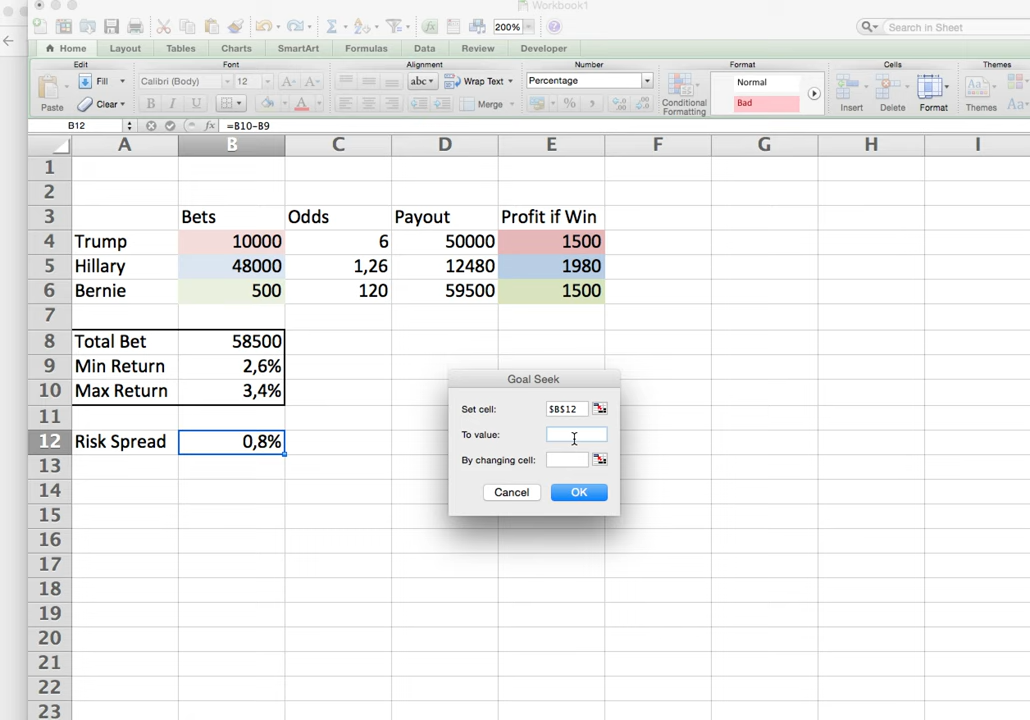 Workbook1
200%
Search in Sheet
Home Layout Tables Charts SmartArt Formulas Data Review Developer
Edit Font Alignment Number Format Cells Themes
Fill Calibri (Body) 12 A A abc Wrap Text Percentage Normal
Paste Clear B I U A Merge % Conditional Formatting Bad Insert Delete Format Themes Aa
B12 fx =B10-B9
A B C D E F G H I
1
2
3 Bets Odds Payout Profit if Win
4 Trump 10000 6 50000 1500
5 Hillary 48000 1,26 12480 1980
6 Bernie 500 120 59500 1500
7
8 Total Bet 58500
9 Min Return 2,6%
10 Max Return 3,4%
11
12 Risk Spread 0,8%
13
14
15
16
17
18
19
20
21
22
23
Goal Seek
Set cell: $B$12
To value:
By changing cell:
Cancel OK